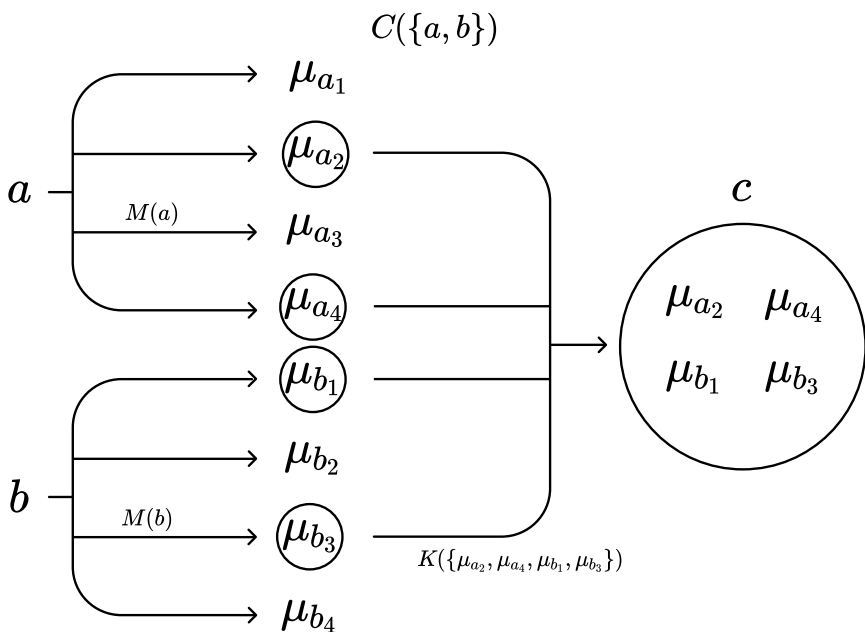 C({a, b})
μ_{a_1}
μ_{a_2}
a
M(a)
μ_{a_3}
μ_{a_4}
μ_{b_1}
μ_{b_2}
b
M(b)
μ_{b_3}
μ_{b_4}
K({μ_{a_2}, μ_{a_4}, μ_{b_1}, μ_{b_3}})
c
μ_{a_2} μ_{a_4}
μ_{b_1} μ_{b_3}